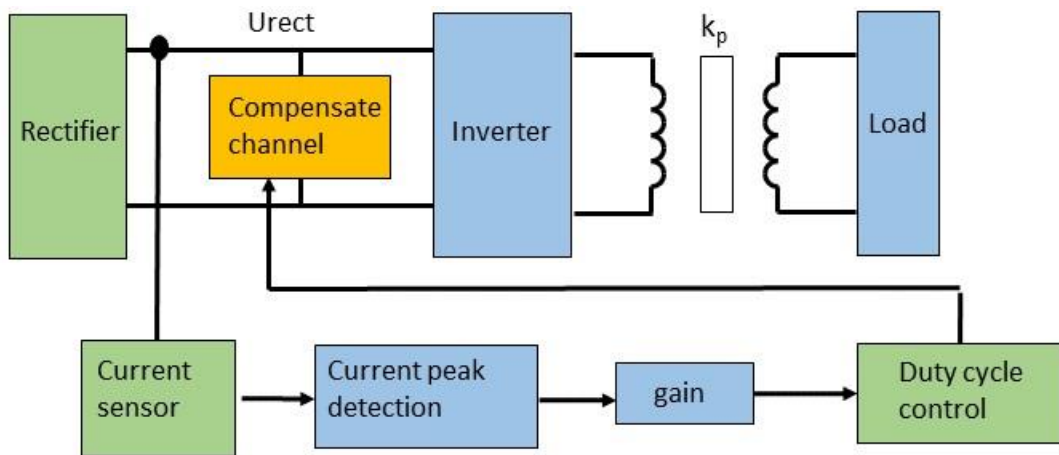 Urect
kp
Rectifier
Compensate
channel
Inverter
Load
Current
sensor
Current peak
detection
gain
Duty cycle
control